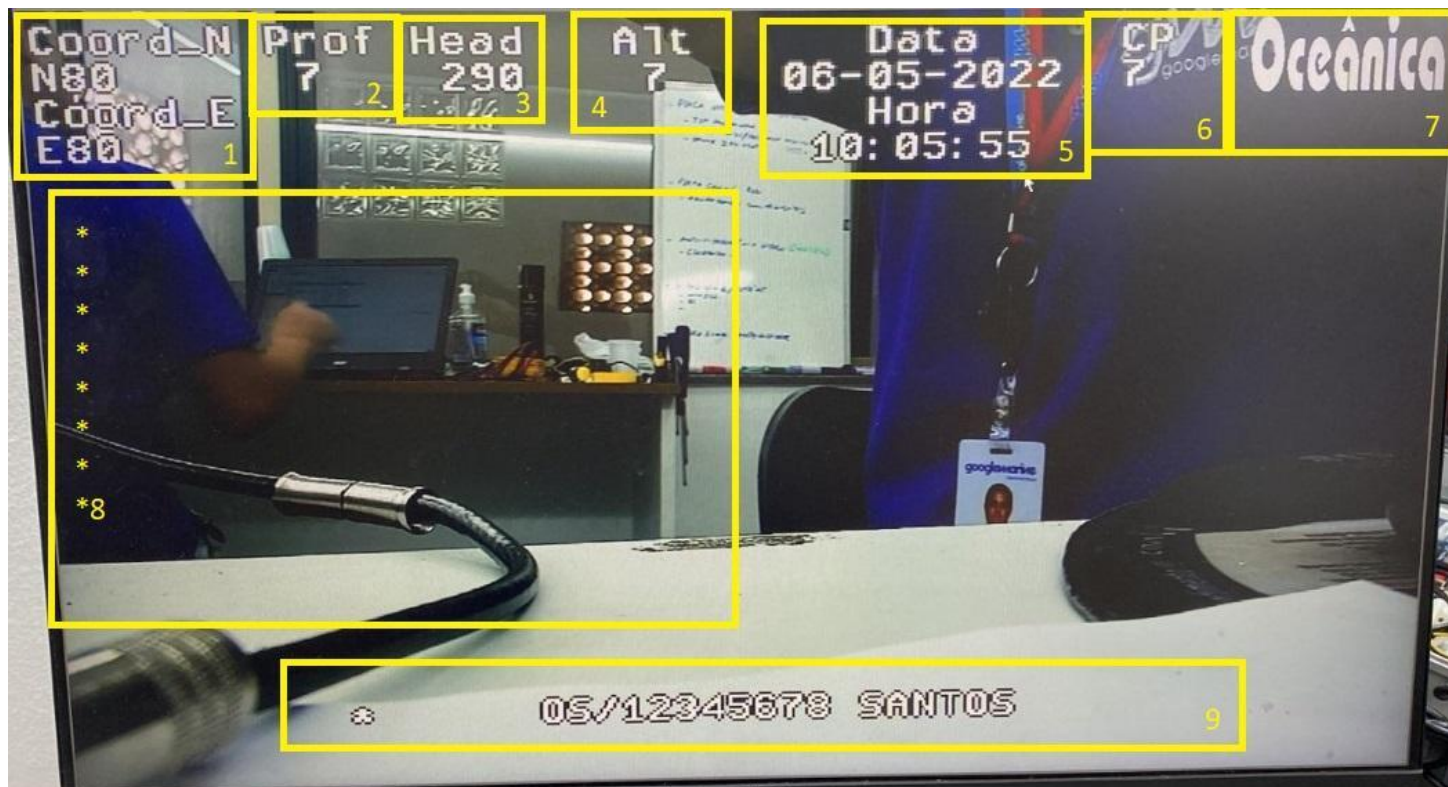 Coord_N
N80
Coord_E
E80
1
Prof
7
2
Head
290
3
Alt
7
4
Data
06-05-2022
Hora
10:05:55
5
CP
7
6
Oceânica
7
*
*
*
*
*
*
*
*8
googlemarine
* OS/12345678 SANTOS
9